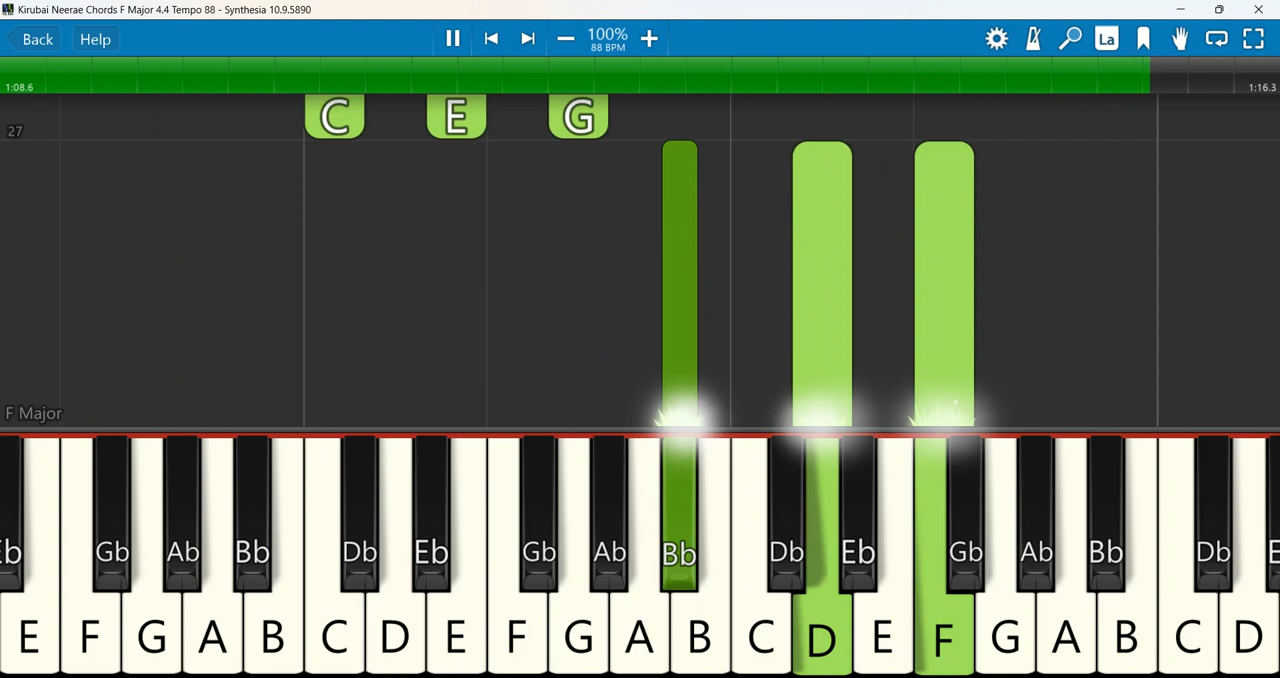 Kirubai Neerae Chords F Major 4.4 Tempo 88 - Synthesia 10.9.5890
Back Help 100% La
88 BPM
1:08.6 1:16.3
C E G
27
F Major
Eb Gb Ab Bb Db Eb Gb Ab Bb Db Eb Gb Ab Bb Db E
E F G A B C D E F G A B C D E F G A B C D